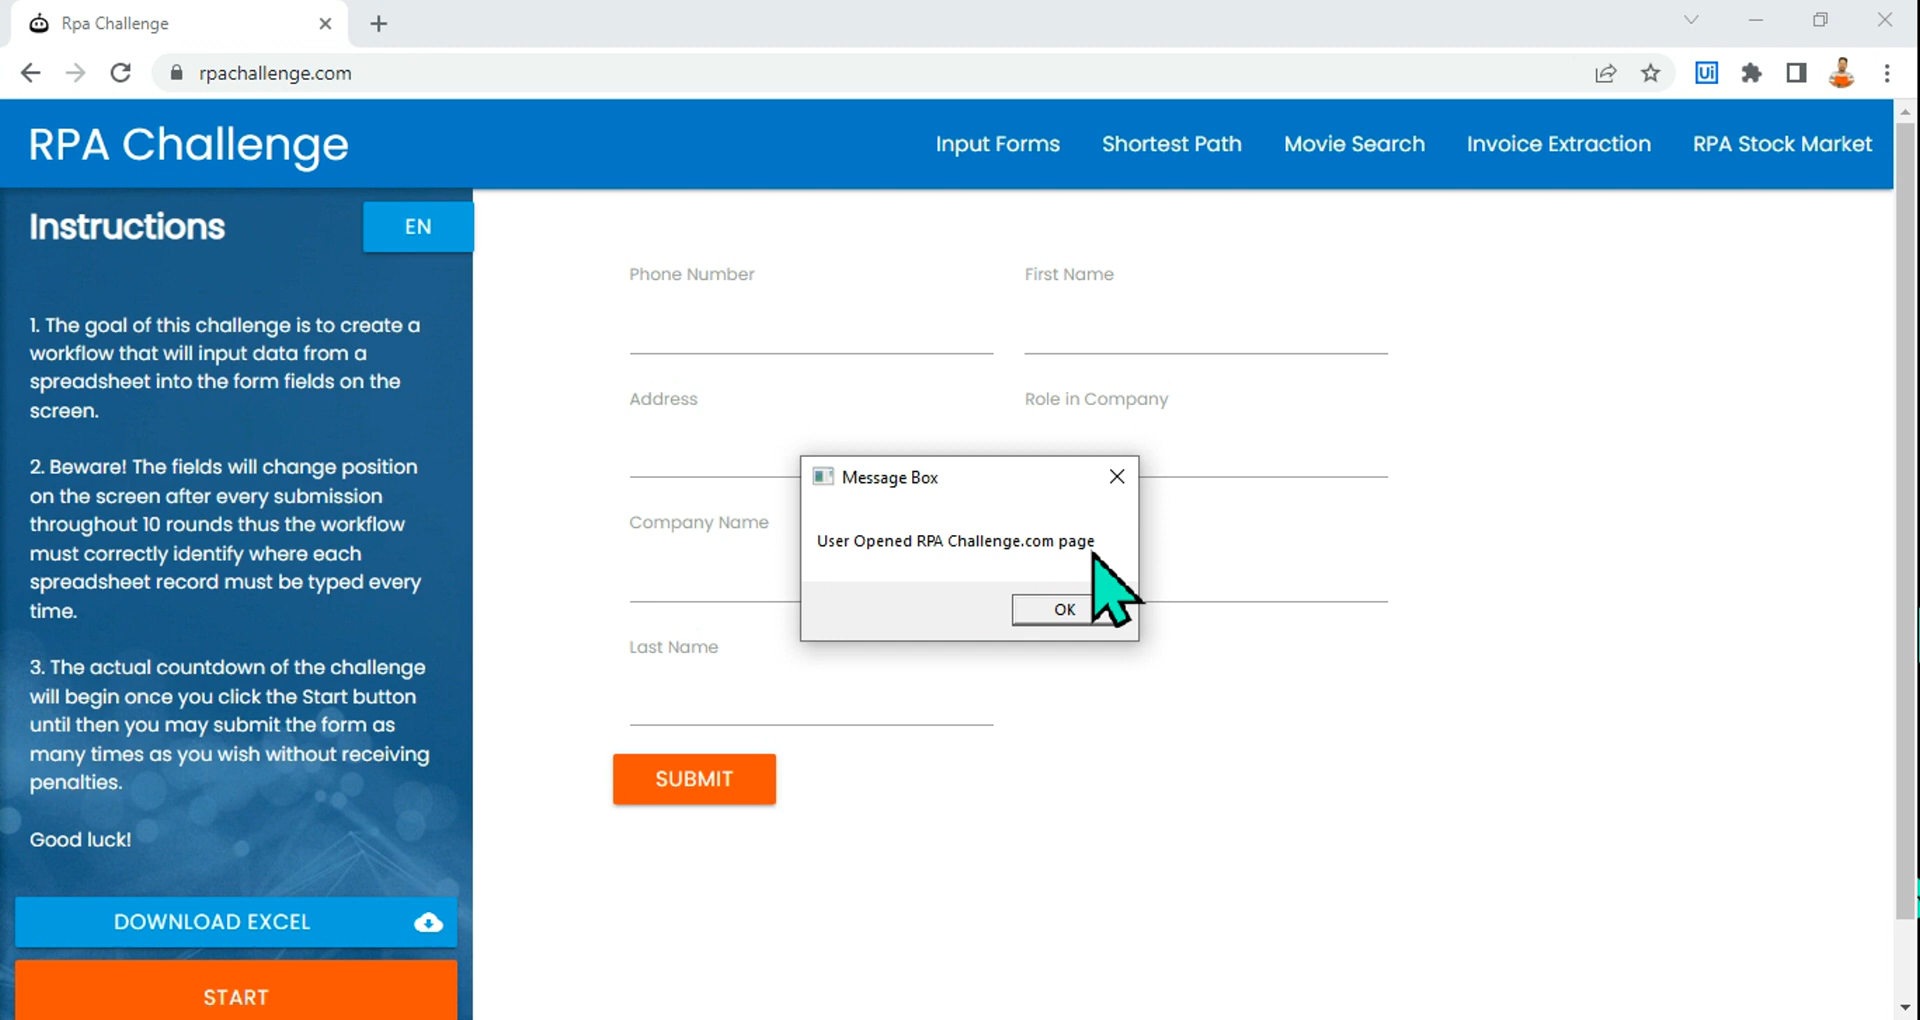 Rpa Challenge
rpachallenge.com
Ui
RPA Challenge
Input Forms
Shortest Path
Movie Search
Invoice Extraction
RPA Stock Market
Instructions
EN
1. The goal of this challenge is to create a
workflow that will input data from a
spreadsheet into the form fields on the
screen.
2. Beware! The fields will change position
on the screen after every submission
throughout 10 rounds thus the workflow
must correctly identify where each
spreadsheet record must be typed every
time.
3. The actual countdown of the challenge
will begin once you click the Start button
until then you may submit the form as
many times as you wish without receiving
penalties.
Good luck!
DOWNLOAD EXCEL
START
Phone Number
First Name
Address
Role in Company
Company Name
Last Name
SUBMIT
Message Box
User Opened RPA Challenge.com page
OK